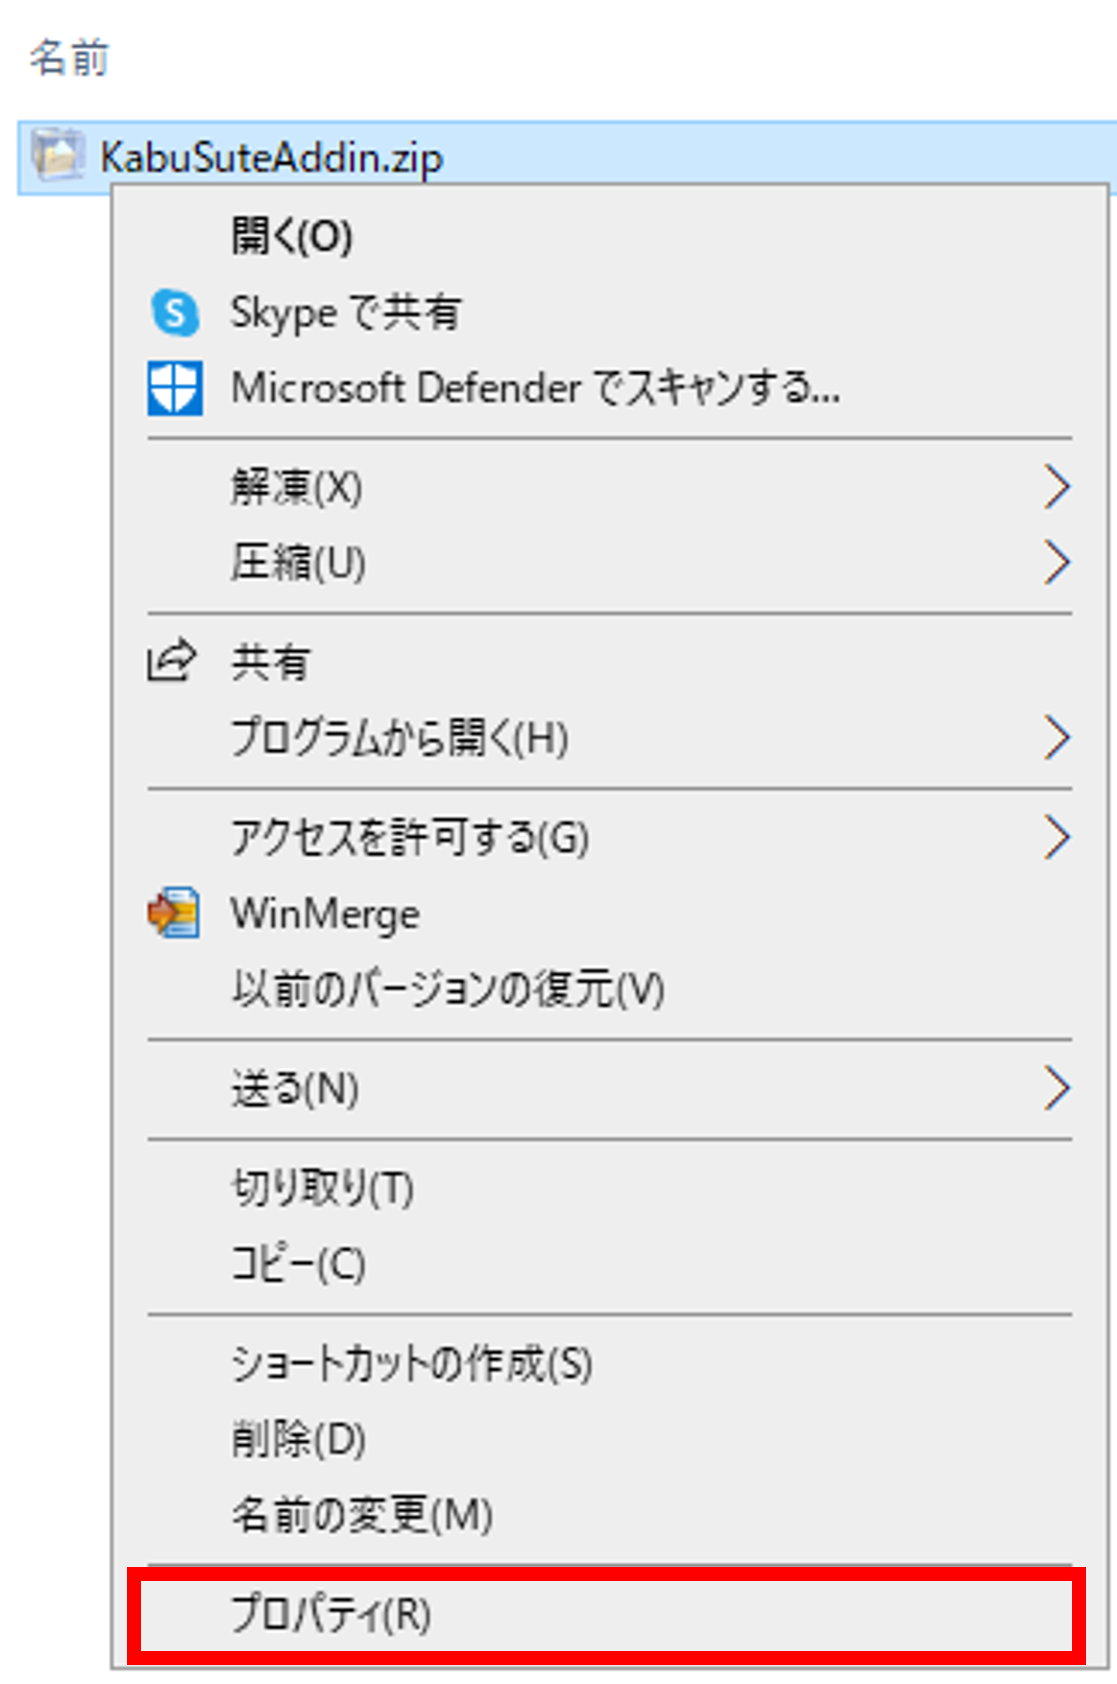 名前
KabuSuteAddin.zip
開く(O)
Skype で共有
Microsoft Defender でスキャンする...
解凍(X)
圧縮(U)
共有
プログラムから開く(H)
アクセスを許可する(G)
WinMerge
以前のバージョンの復元(V)
送る(N)
切り取り(T)
コピー(C)
ショートカットの作成(S)
削除(D)
名前の変更(M)
プロパティ(R)